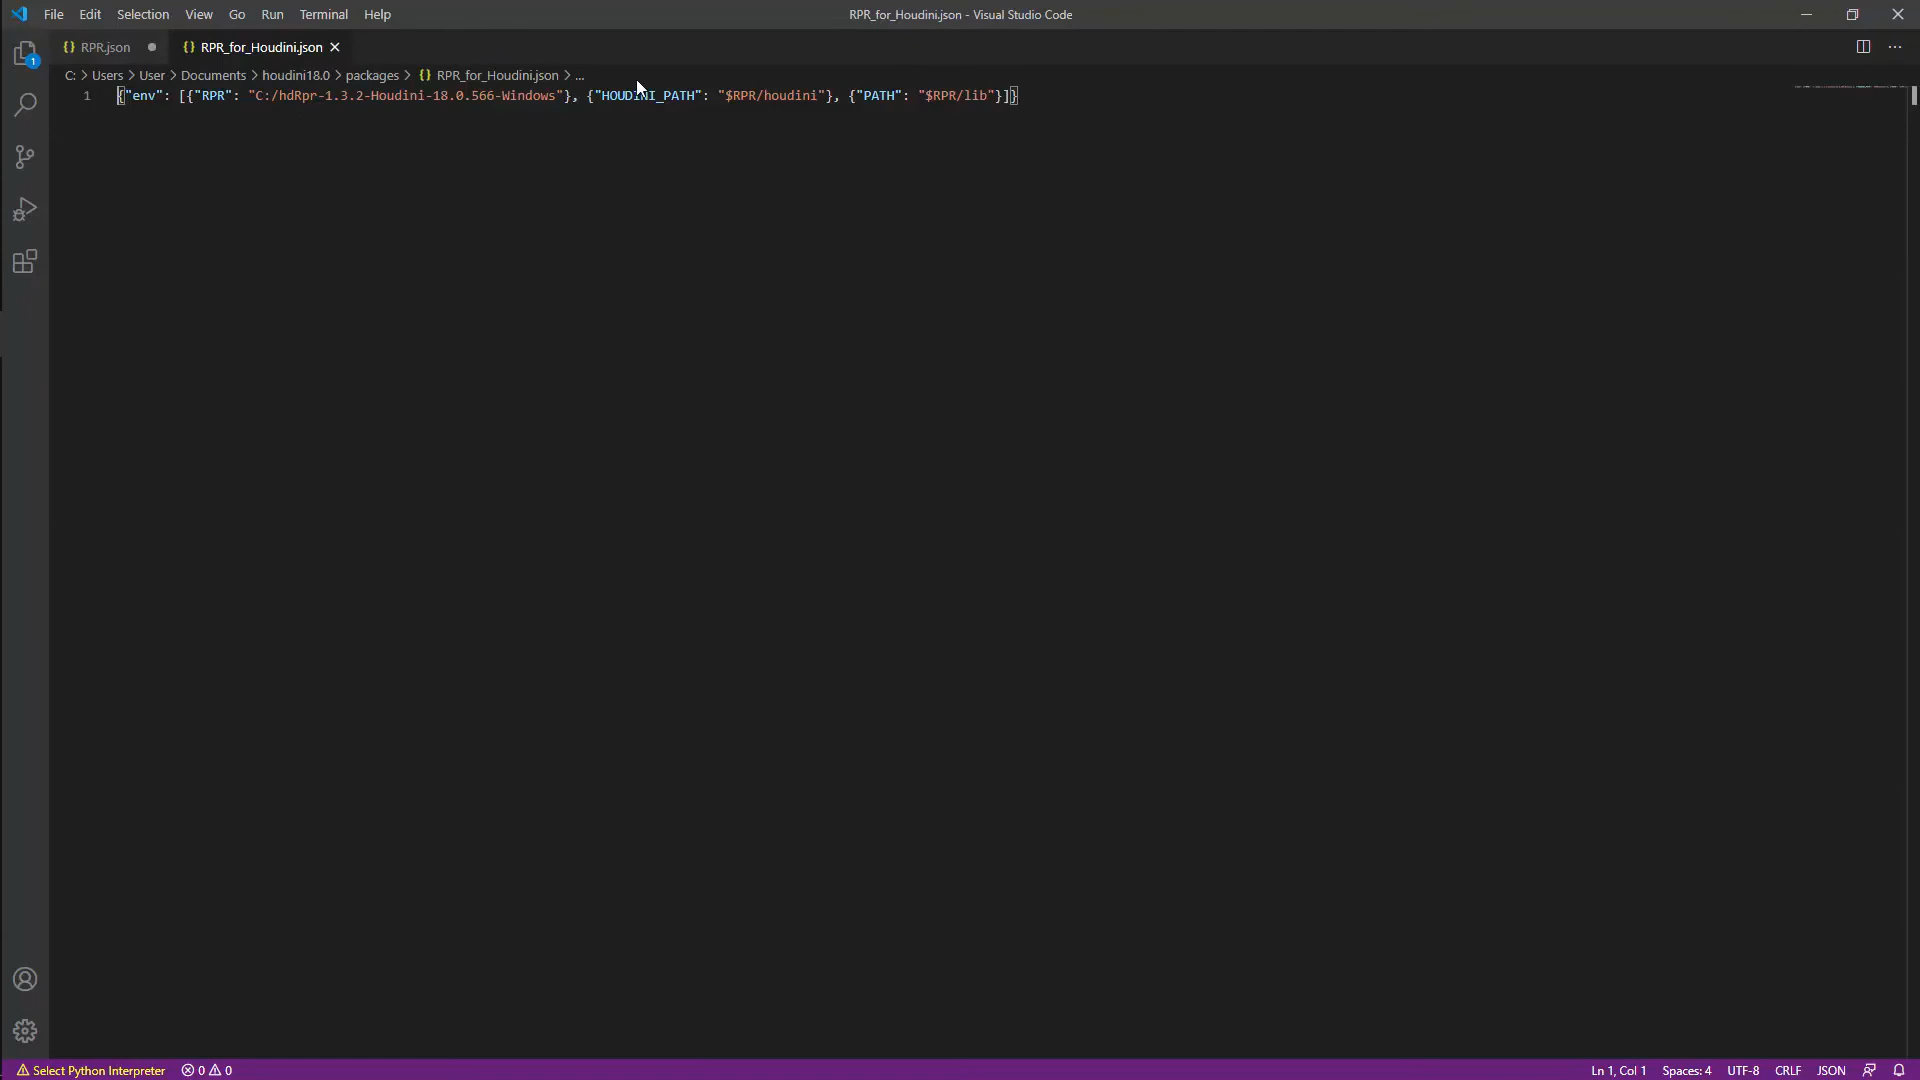 File Edit Selection View Go Run Terminal Help
RPR_for_Houdini.json - Visual Studio Code
RPR.json
RPR_for_Houdini.json
C: > Users > User > Documents > houdini18.0 > packages > {} RPR_for_Houdini.json > ...
1 {"env": [{"RPR": "C:/hdRpr-1.3.2-Houdini-18.0.566-Windows"}, {"HOUDINI_PATH": "$RPR/houdini"}, {"PATH": "$RPR/lib"}]}
1
Select Python Interpreter 0 0 Ln 1, Col 1 Spaces: 4 UTF-8 CRLF JSON